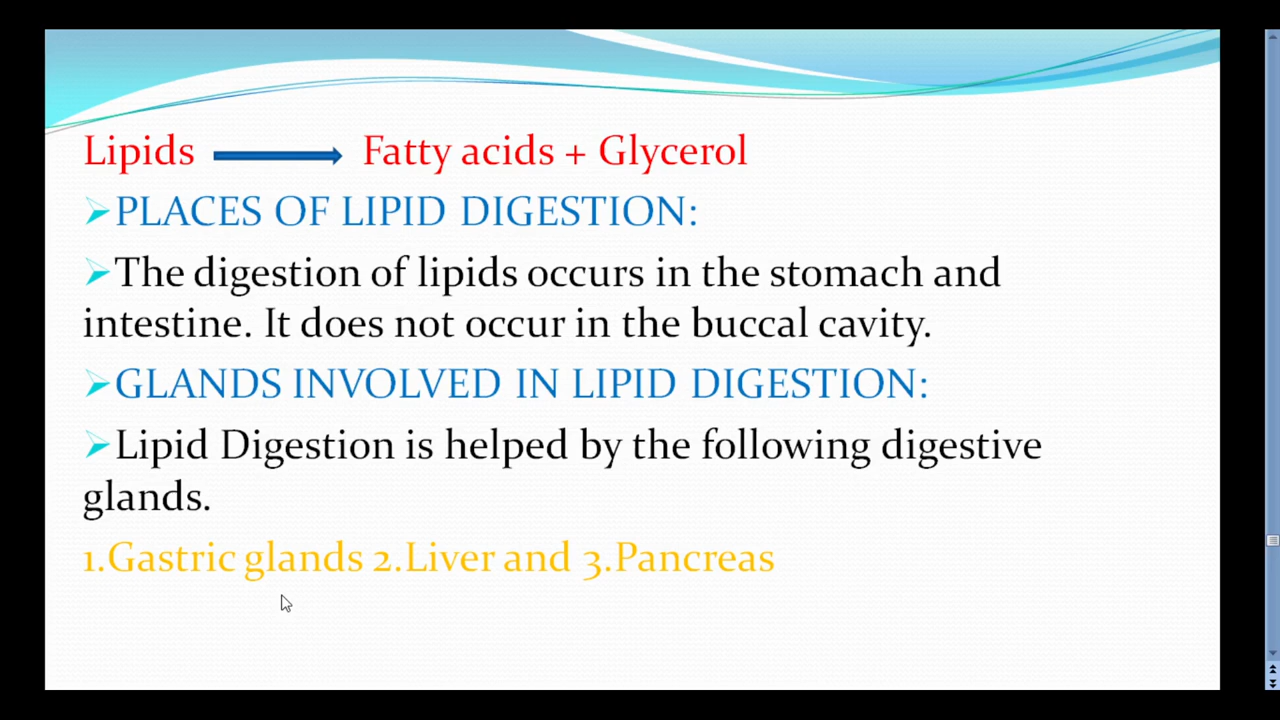 Lipids Fatty acids + Glycerol
PLACES OF LIPID DIGESTION:
The digestion of lipids occurs in the stomach and
intestine. It does not occur in the buccal cavity.
GLANDS INVOLVED IN LIPID DIGESTION:
Lipid Digestion is helped by the following digestive
glands.
1.Gastric glands 2.Liver and 3.Pancreas